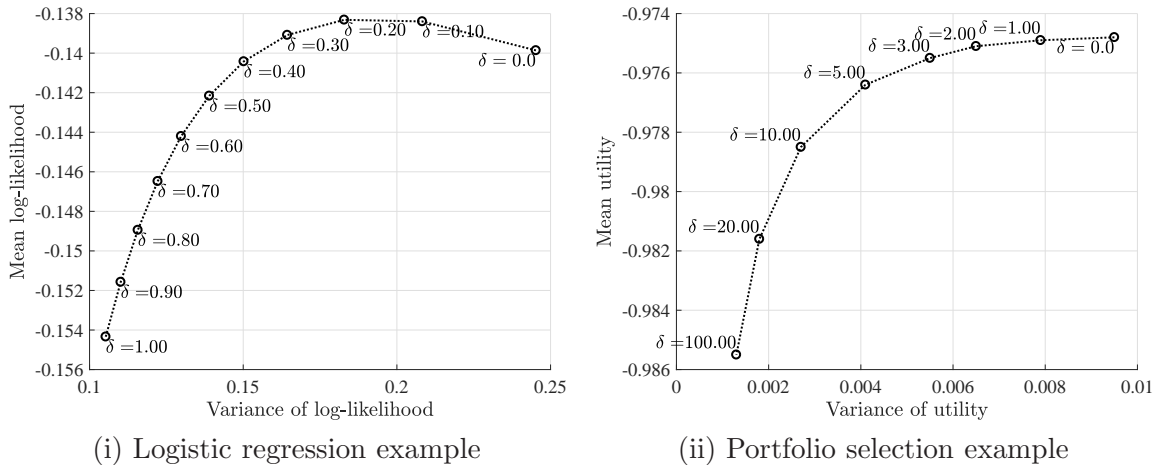 -0.138
-0.14
-0.142
-0.144
-0.146
-0.148
-0.15
-0.152
-0.154
-0.156
Mean log-likelihood
δ =0.20
δ =0.10
δ =0.30
δ = 0.0
δ =0.40
δ =0.50
δ =0.60
δ =0.70
δ =0.80
δ =0.90
δ =1.00
0.1 0.15 0.2 0.25
Variance of log-likelihood
(i) Logistic regression example
-0.974
-0.976
-0.978
-0.98
-0.982
-0.984
-0.986
Mean utility
δ =1.00
δ =2.00
δ =3.00
δ = 0.0
δ =5.00
δ =10.00
δ =20.00
δ =100.00
0 0.002 0.004 0.006 0.008 0.01
Variance of utility
(ii) Portfolio selection example